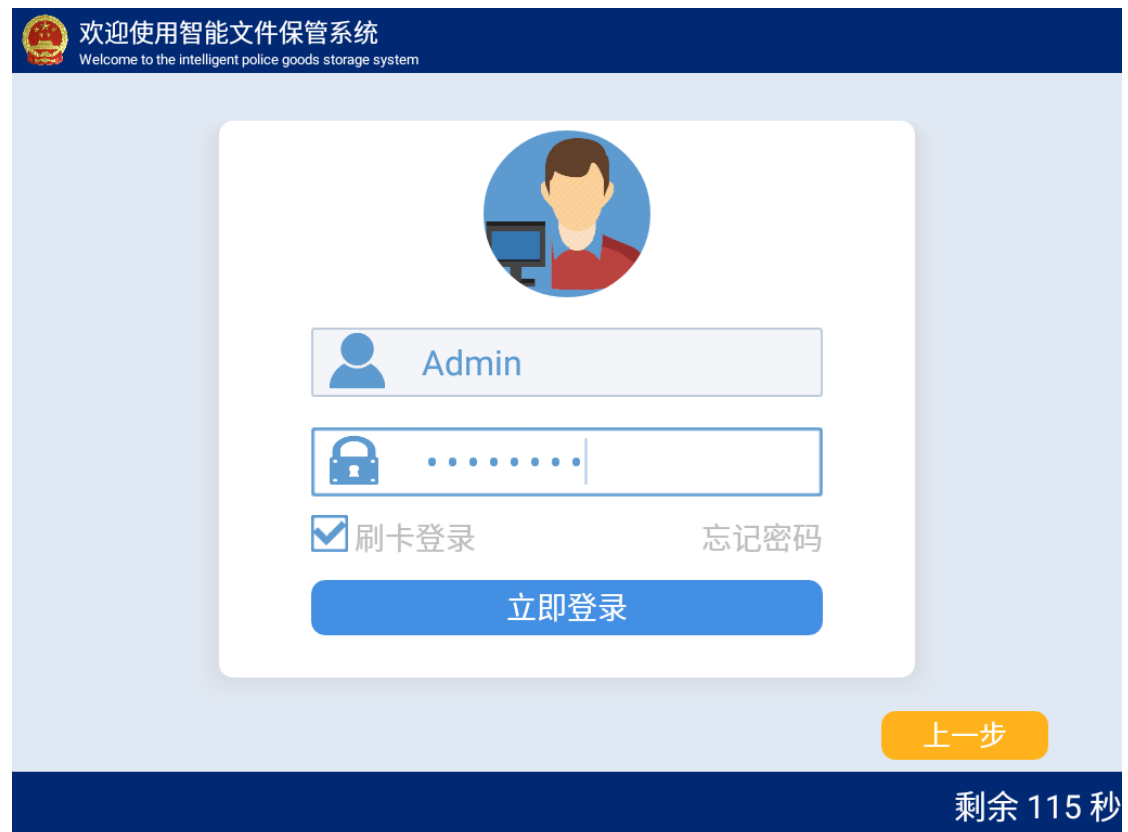 欢迎使用智能文件保管系统
Welcome to the intelligent police goods storage system
Admin
••••••••
刷卡登录 忘记密码
立即登录
上一步
剩余 115 秒